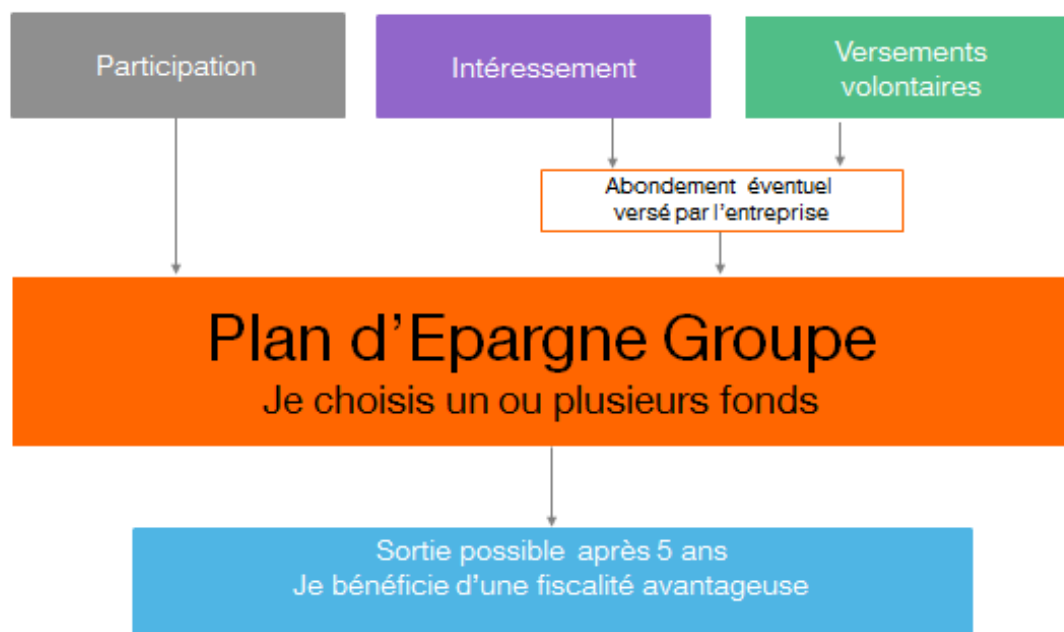 Participation
Intéressement
Versements
volontaires
Abondement éventuel
versé par l'entreprise
Plan d'Epargne Groupe
Je choisis un ou plusieurs fonds
Sortie possible après 5 ans
Je bénéficie d'une fiscalité avantageuse